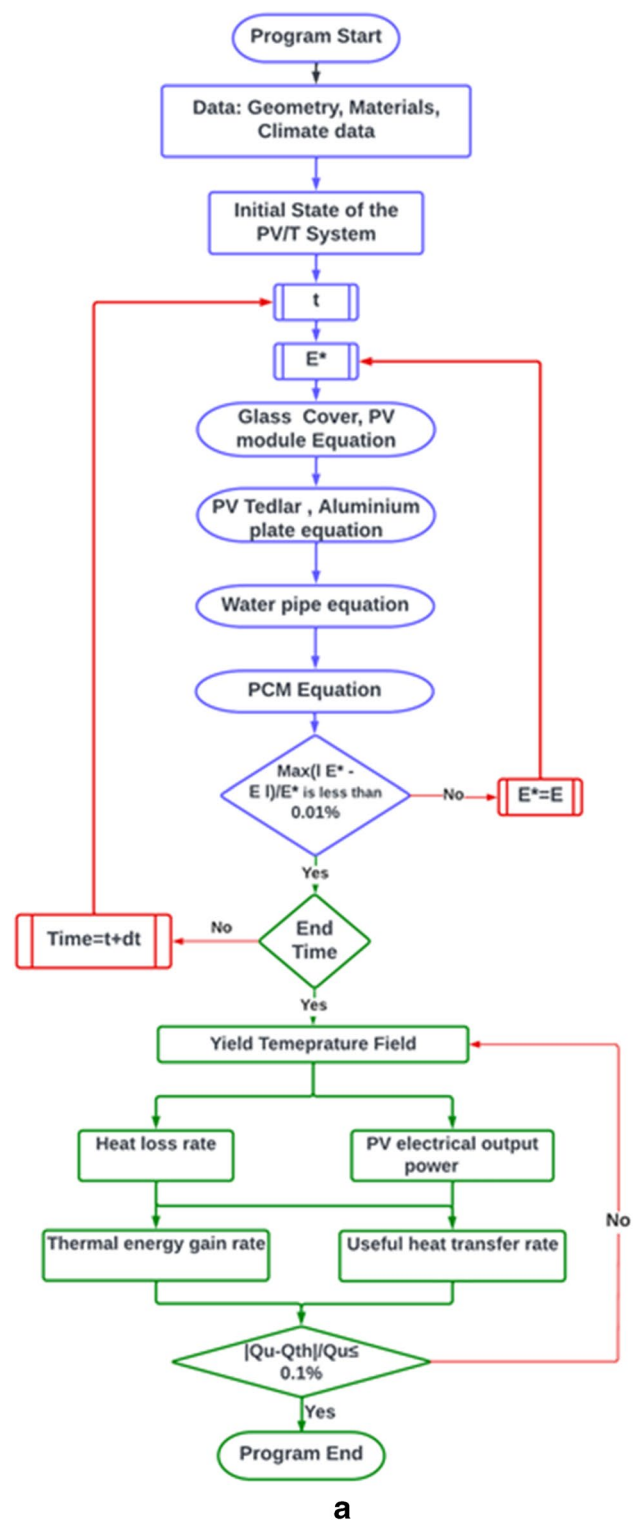 Program Start
Data: Geometry, Materials,
Climate data
Initial State of the
PV/T System
t
E*
Glass Cover, PV
module Equation
PV Tedlar , Aluminium
plate equation
Water pipe equation
PCM Equation
Max(I E* -
E I)/E* is less than
0.01%
No
E*=E
Yes
End
Time
No
Time=t+dt
Yes
Yield Temeprature Field
Heat loss rate
PV electrical output
power
No
Thermal energy gain rate
Useful heat transfer rate
|Qu-Qth|/Qu≤
0.1%
Yes
Program End
a